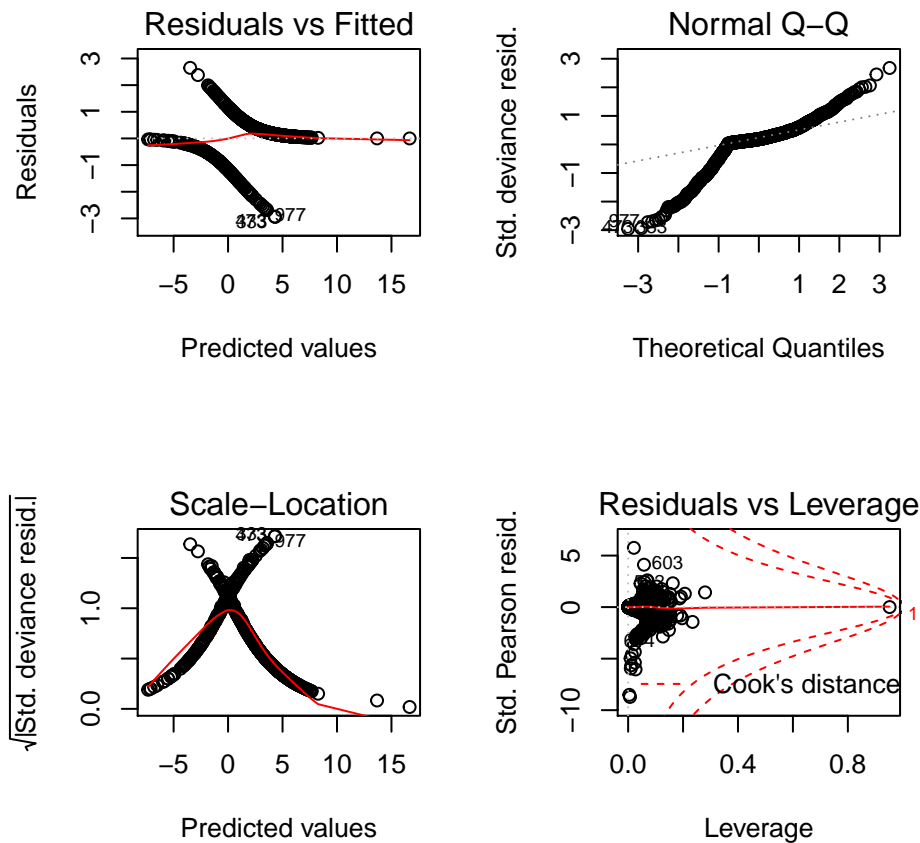 Residuals vs Fitted
Residuals
3
1
−1
−3
977
−5 0 5 10 15
Predicted values
Normal Q−Q
Std. deviance resid.
3
1
−1
−3
977
−3 −1 1 2 3
Theoretical Quantiles
Scale−Location
√|Std. deviance resid.|
1.0
0.0
977
−5 0 5 10 15
Predicted values
Residuals vs Leverage
Std. Pearson resid.
5
0
−10
603
1
Cook's distance
0.0 0.4 0.8
Leverage